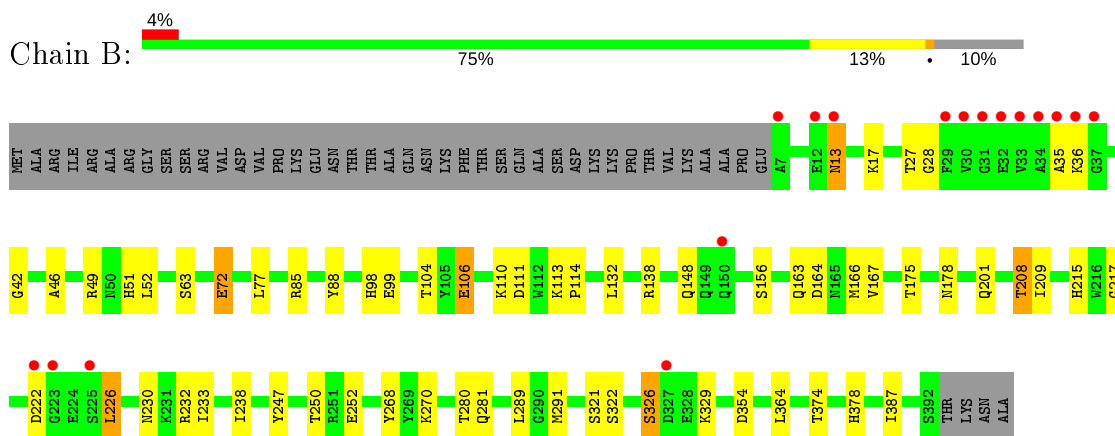 4%
Chain B:
75% 13% • 10%
MET ALA ARG ILE ARG ALA ARG GLY SER SER ARG VAL ASP VAL PRO LYS GLU ASN THR THR ALA GLN ASN LYS PHE THR SER GLN ALA SER ASP LYS LYS PRO THR VAL LYS ALA ALA PRO GLU A7 E12 N13 K17 T27 G28 F29 V30 G31 E32 V33 A34 A35 K36 G37
G42 A46 R49 N50 H51 L52 S63 E72 L77 R85 Y88 H98 E99 T104 Y105 E106 K110 D111 W112 K113 P114 L132 R138 Q148 Q149 Q150 S156 Q163 D164 N165 M166 V167 T175 N178 Q201 T208 I209 H215 W216 G217
D222 G223 E224 S225 L226 N230 K231 R232 I233 I238 Y247 T250 R251 E252 Y268 Y269 K270 T280 Q281 L289 G290 M291 S321 S322 S326 D327 E328 K329 D354 L364 T374 H378 I387 S392 THR LYS ASN ALA